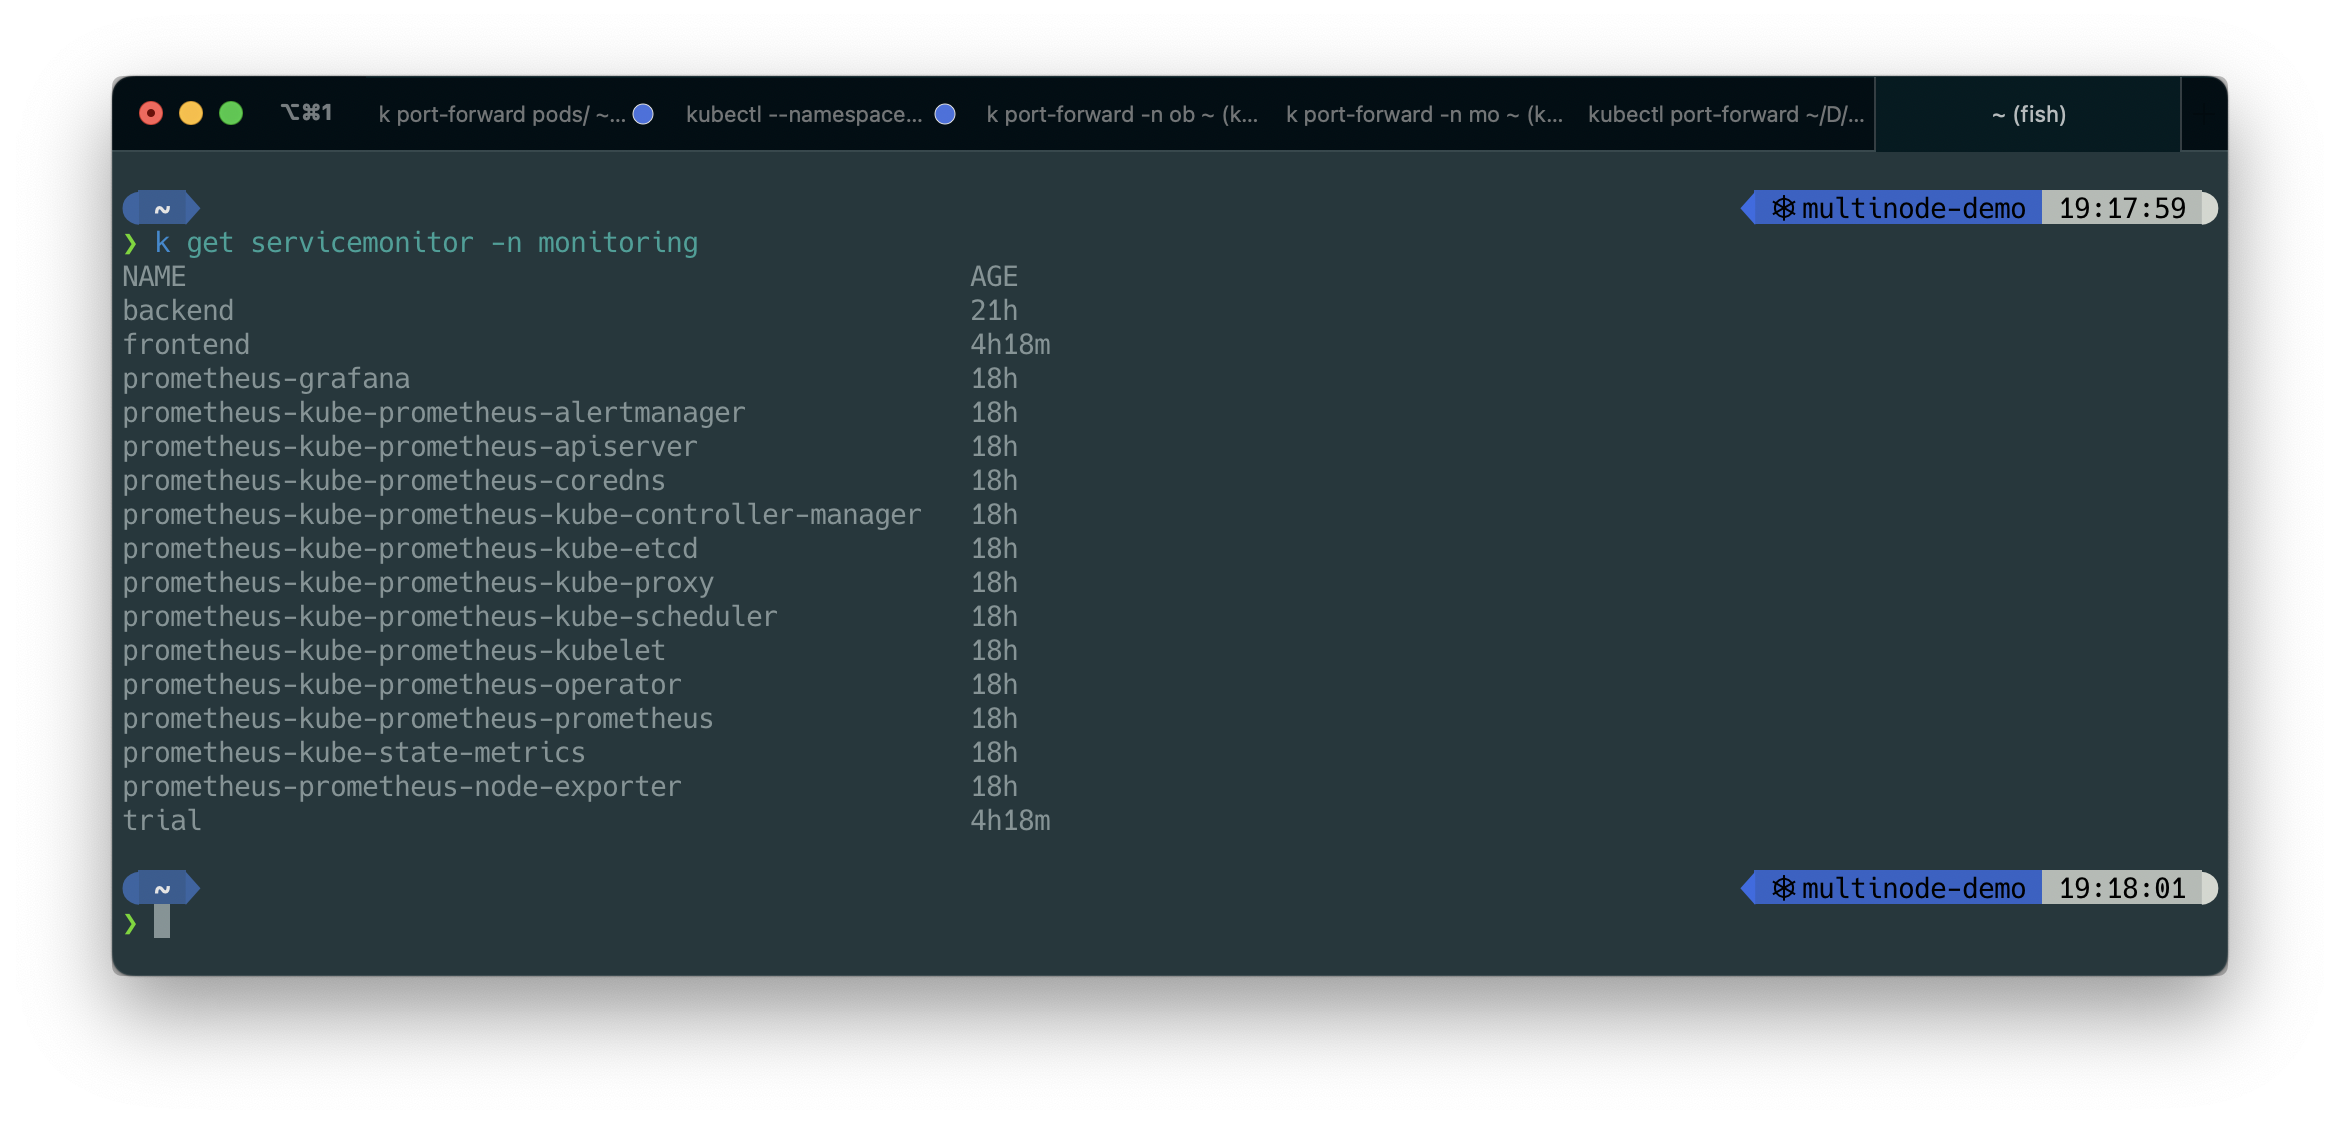 ⌥⌘1 k port-forward pods/ ~... kubectl --namespace... k port-forward -n ob ~ (k... k port-forward -n mo ~ (k... kubectl port-forward ~/D/... ~ (fish)
~ multinode-demo 19:17:59
❯ k get servicemonitor -n monitoring
NAME AGE
backend 21h
frontend 4h18m
prometheus-grafana 18h
prometheus-kube-prometheus-alertmanager 18h
prometheus-kube-prometheus-apiserver 18h
prometheus-kube-prometheus-coredns 18h
prometheus-kube-prometheus-kube-controller-manager 18h
prometheus-kube-prometheus-kube-etcd 18h
prometheus-kube-prometheus-kube-proxy 18h
prometheus-kube-prometheus-kube-scheduler 18h
prometheus-kube-prometheus-kubelet 18h
prometheus-kube-prometheus-operator 18h
prometheus-kube-prometheus-prometheus 18h
prometheus-kube-state-metrics 18h
prometheus-prometheus-node-exporter 18h
trial 4h18m
~ multinode-demo 19:18:01
❯